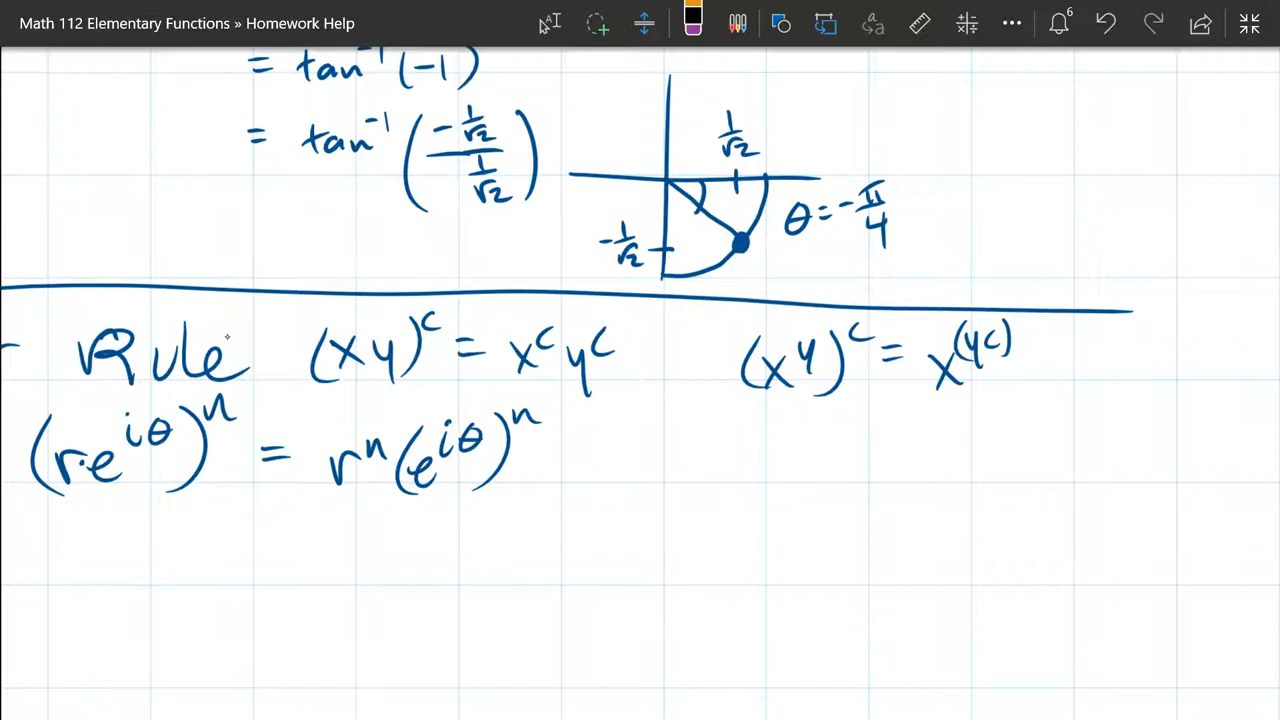 Math 112 Elementary Functions » Homework Help
6
= tan⁻¹(-1)
= tan⁻¹((-1/√2)/(1/√2))
1/√2
-1/√2
θ = -π/4
Rule (xy)^c = x^c y^c (x^y)^c = x^(yc)
(r·e^{iθ})^n = r^n(e^{iθ})^n